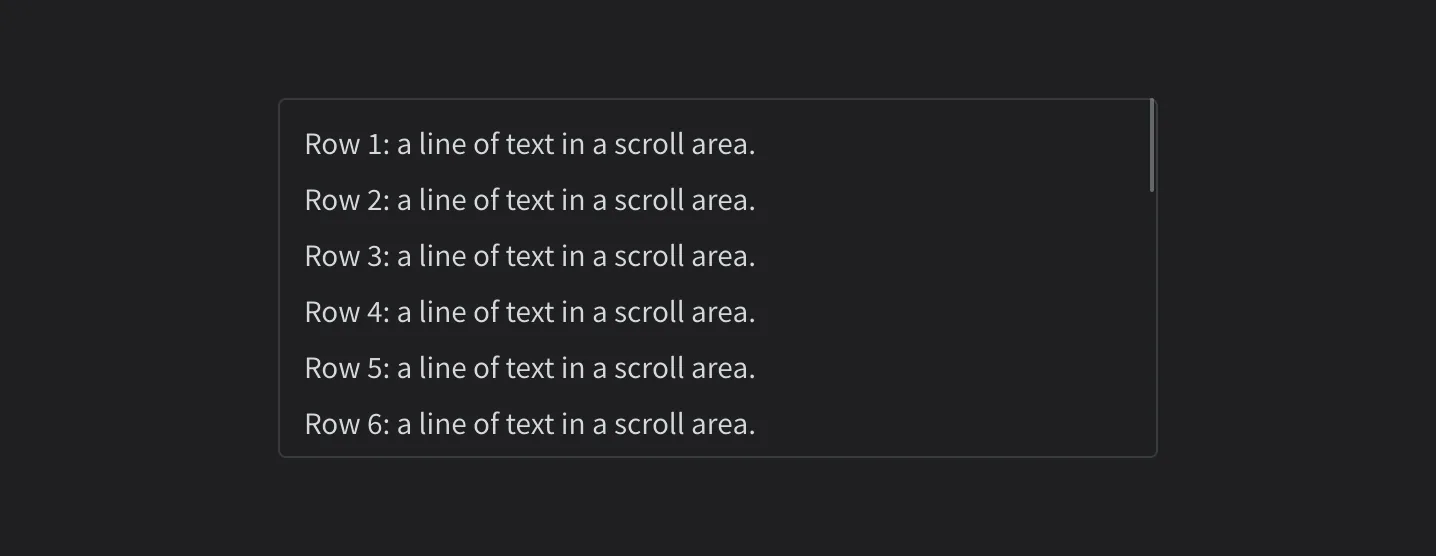 Row 1: a line of text in a scroll area.
Row 2: a line of text in a scroll area.
Row 3: a line of text in a scroll area.
Row 4: a line of text in a scroll area.
Row 5: a line of text in a scroll area.
Row 6: a line of text in a scroll area.